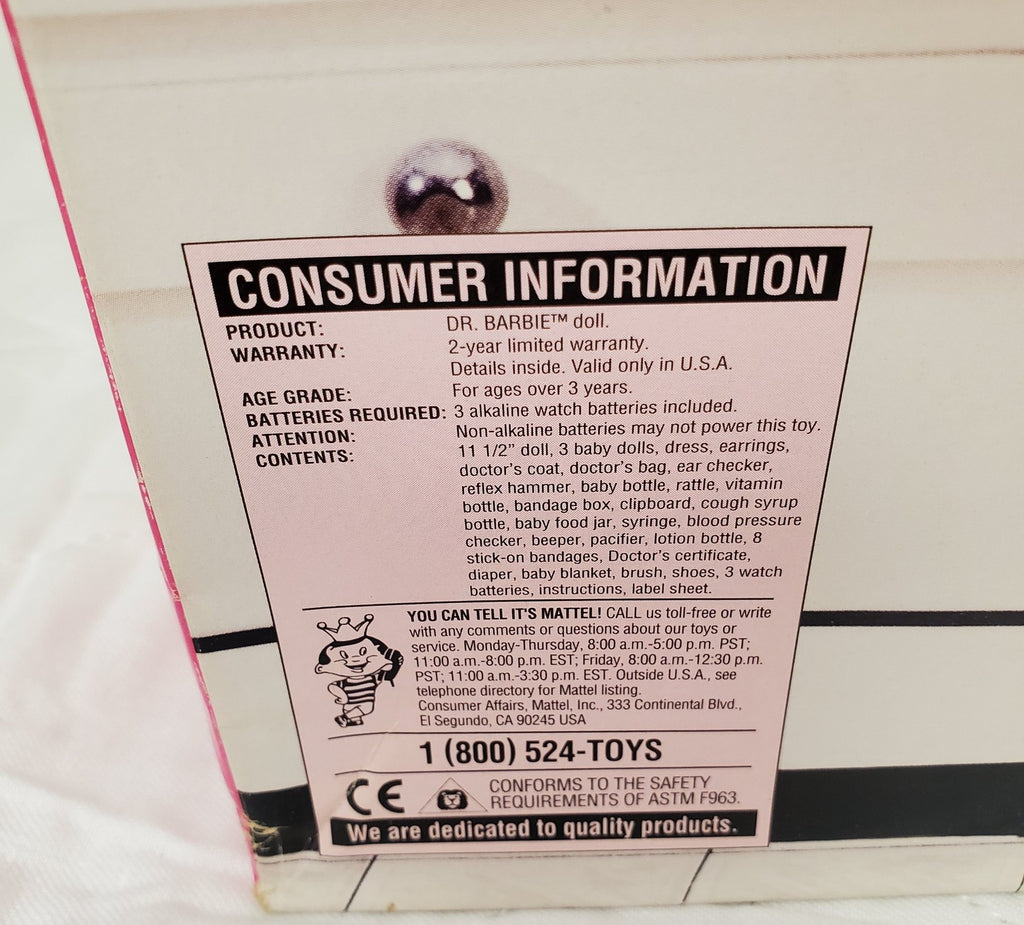 CONSUMER INFORMATION
PRODUCT: DR. BARBIE™ doll.
WARRANTY: 2-year limited warranty.
Details inside. Valid only in U.S.A.
AGE GRADE: For ages over 3 years.
BATTERIES REQUIRED: 3 alkaline watch batteries included.
ATTENTION: Non-alkaline batteries may not power this toy.
CONTENTS: 11 1/2" doll, 3 baby dolls, dress, earrings,
doctor's coat, doctor's bag, ear checker,
reflex hammer, baby bottle, rattle, vitamin
bottle, bandage box, clipboard, cough syrup
bottle, baby food jar, syringe, blood pressure
checker, beeper, pacifier, lotion bottle, 8
stick-on bandages, Doctor's certificate,
diaper, baby blanket, brush, shoes, 3 watch
batteries, instructions, label sheet.
YOU CAN TELL IT'S MATTEL! CALL us toll-free or write
with any comments or questions about our toys or
service. Monday-Thursday, 8:00 a.m.-5:00 p.m. PST;
11:00 a.m.-8:00 p.m. EST; Friday, 8:00 a.m.-12:30 p.m.
PST; 11:00 a.m.-3:30 p.m. EST. Outside U.S.A., see
telephone directory for Mattel listing.
Consumer Affairs, Mattel, Inc., 333 Continental Blvd.,
El Segundo, CA 90245 USA
1 (800) 524-TOYS
CE CONFORMS TO THE SAFETY
REQUIREMENTS OF ASTM F963.
We are dedicated to quality products.